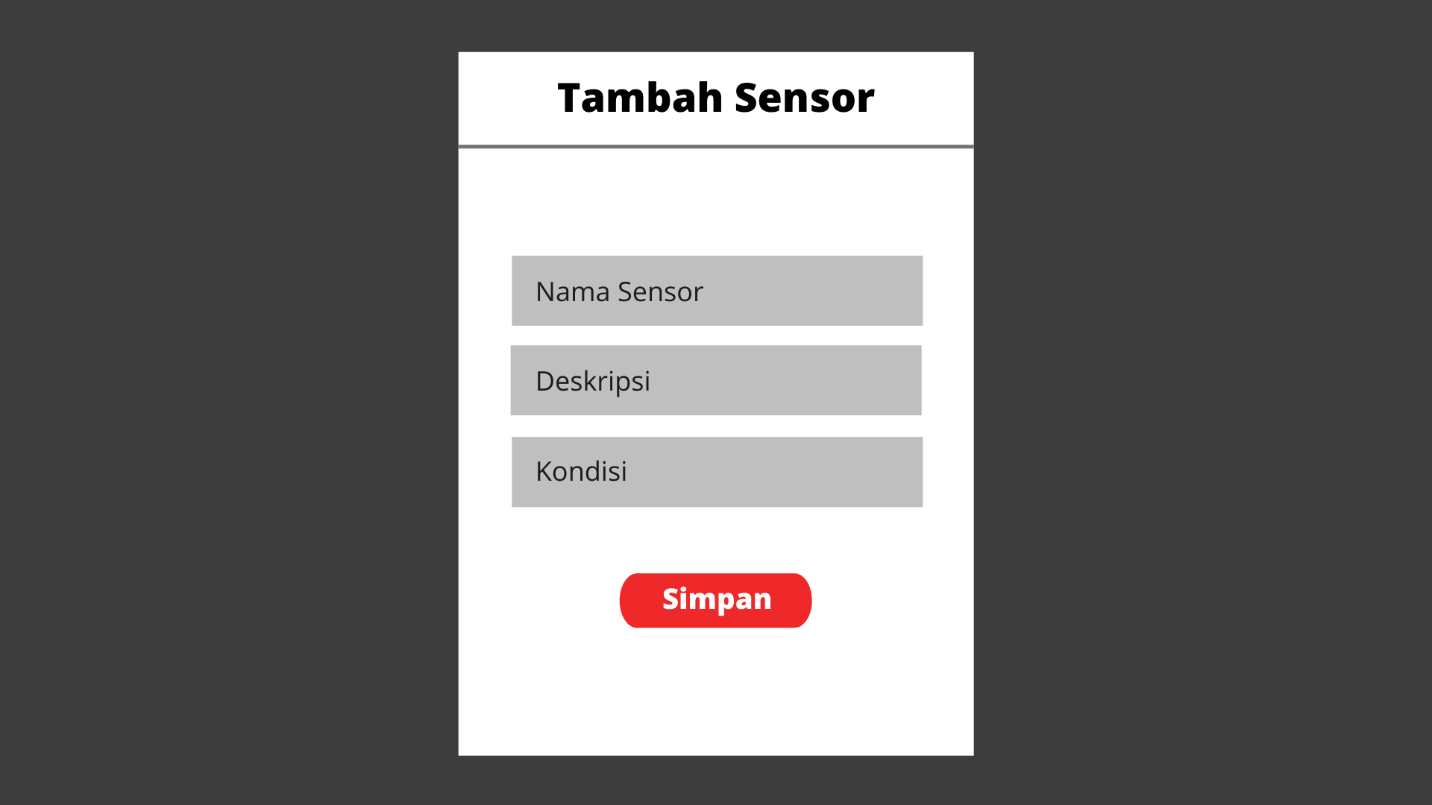 Tambah Sensor
Nama Sensor
Deskripsi
Kondisi
Simpan